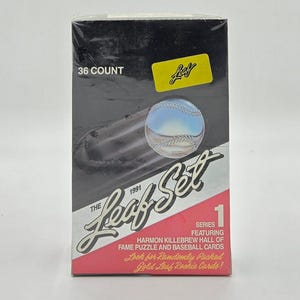 36 COUNT
Leaf
THE 1991
Leaf Set
SERIES 1
FEATURING
HARMON KILLEBREW HALL OF
FAME PUZZLE AND BASEBALL CARDS
Look for Randomly Packed
Gold Leaf Rookie Cards!